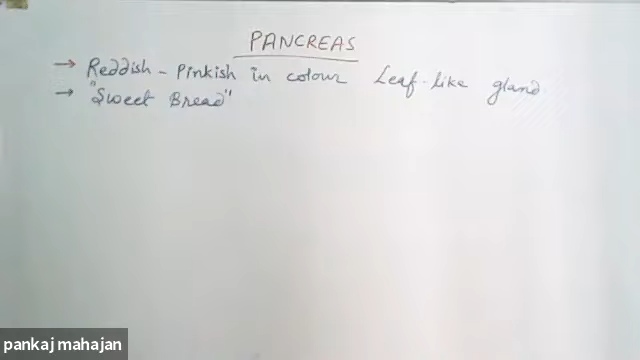 PANCREAS
→ Reddish - Pinkish in colour Leaf-like gland
→ "Sweet Bread"
pankaj mahajan